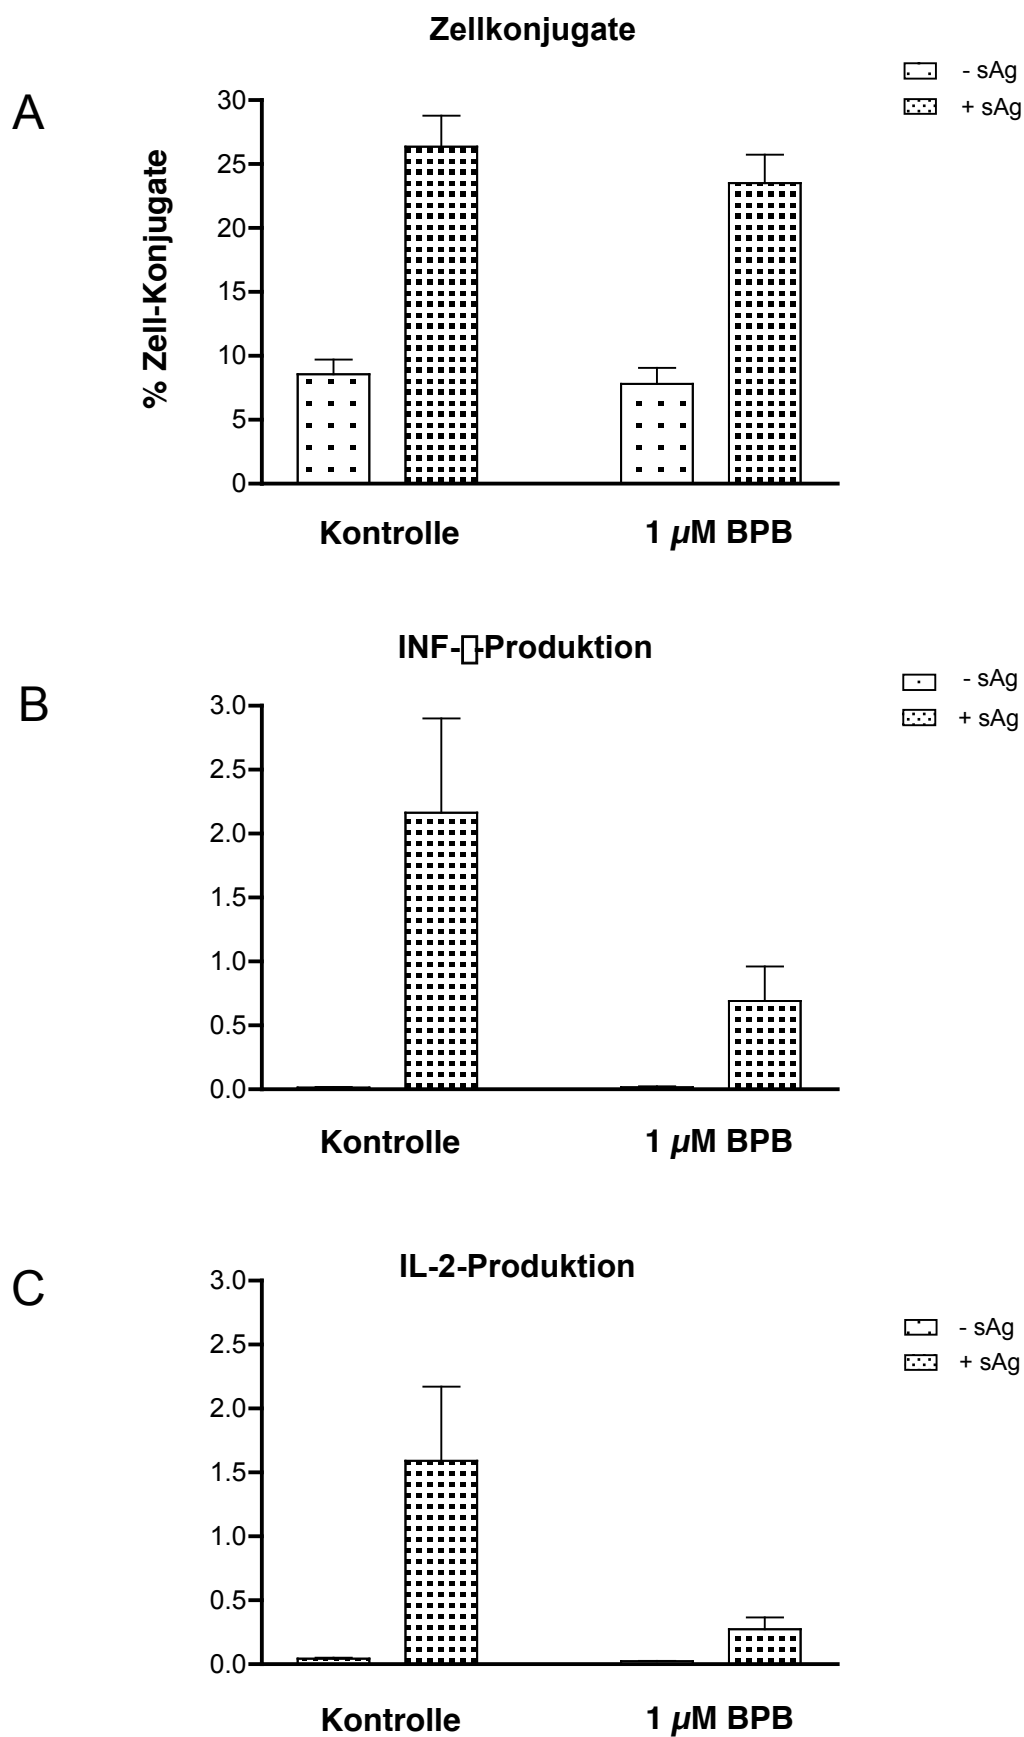 Zellkonjugate
- sAg
+ sAg
A
% Zell-Konjugate
30
25
20
15
10
5
0
Kontrolle
1 µM BPB
INF-▯-Produktion
- sAg
+ sAg
B
3.0
2.5
2.0
1.5
1.0
0.5
0.0
Kontrolle
1 µM BPB
IL-2-Produktion
- sAg
+ sAg
C
3.0
2.5
2.0
1.5
1.0
0.5
0.0
Kontrolle
1 µM BPB